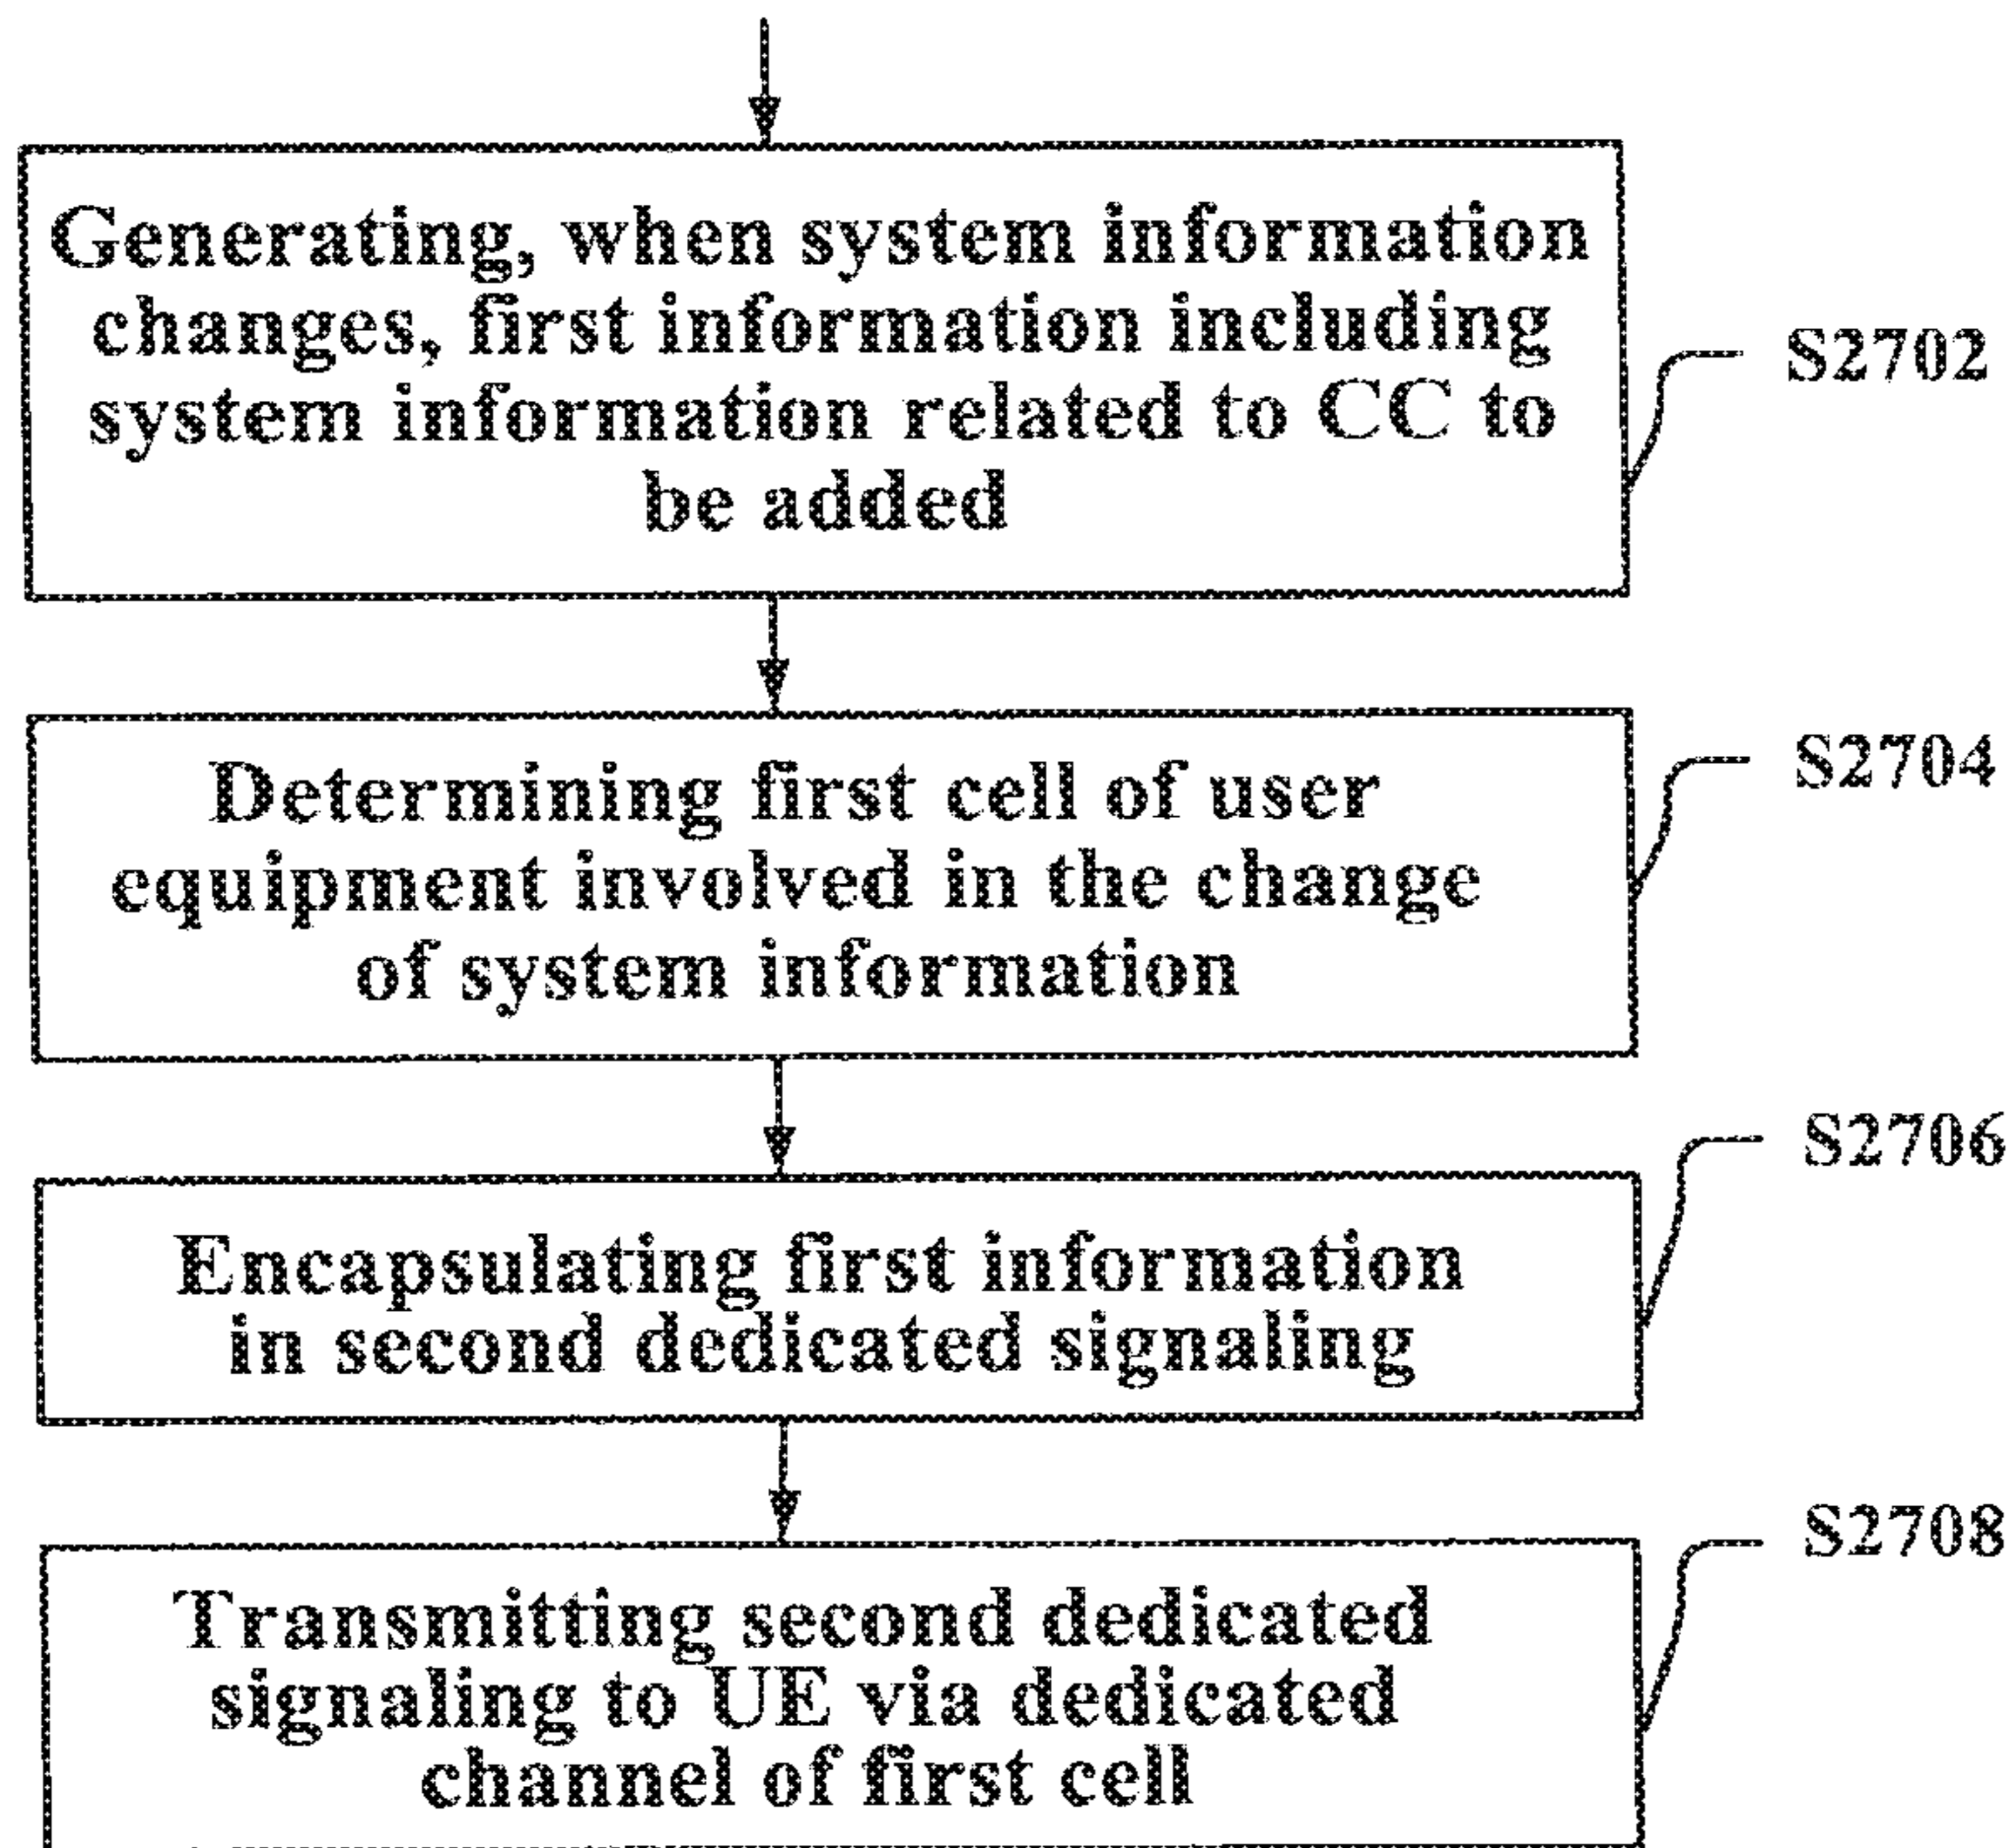 Generating, when system information
changes, first information including
system information related to CC to
be added
S2702
Determining first cell of user
equipment involved in the change
of system information
S2704
Encapsulating first information
in second dedicated signaling
S2706
Transmitting second dedicated
signaling to UE via dedicated
channel of first cell
S2708